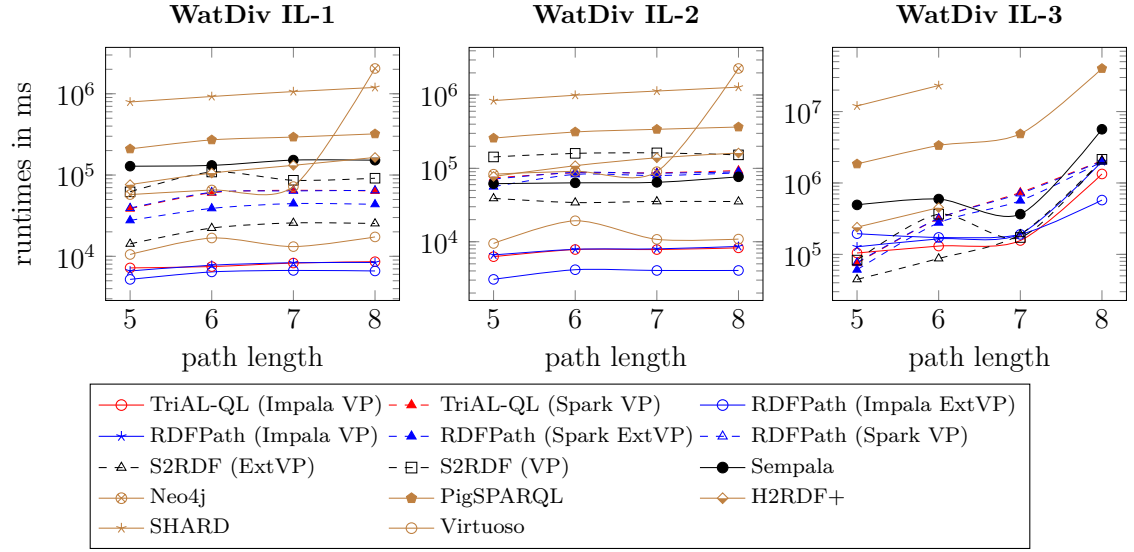 WatDiv IL-1 WatDiv IL-2 WatDiv IL-3
runtimes in ms
10^6 10^6 10^7
10^5 10^5 10^6
10^4 10^4 10^5
5 6 7 8 5 6 7 8 5 6 7 8
path length path length path length
TriAL-QL (Impala VP) TriAL-QL (Spark VP) RDFPath (Impala ExtVP)
RDFPath (Impala VP) RDFPath (Spark ExtVP) RDFPath (Spark VP)
S2RDF (ExtVP) S2RDF (VP) Sempala
Neo4j PigSPARQL H2RDF+
SHARD Virtuoso